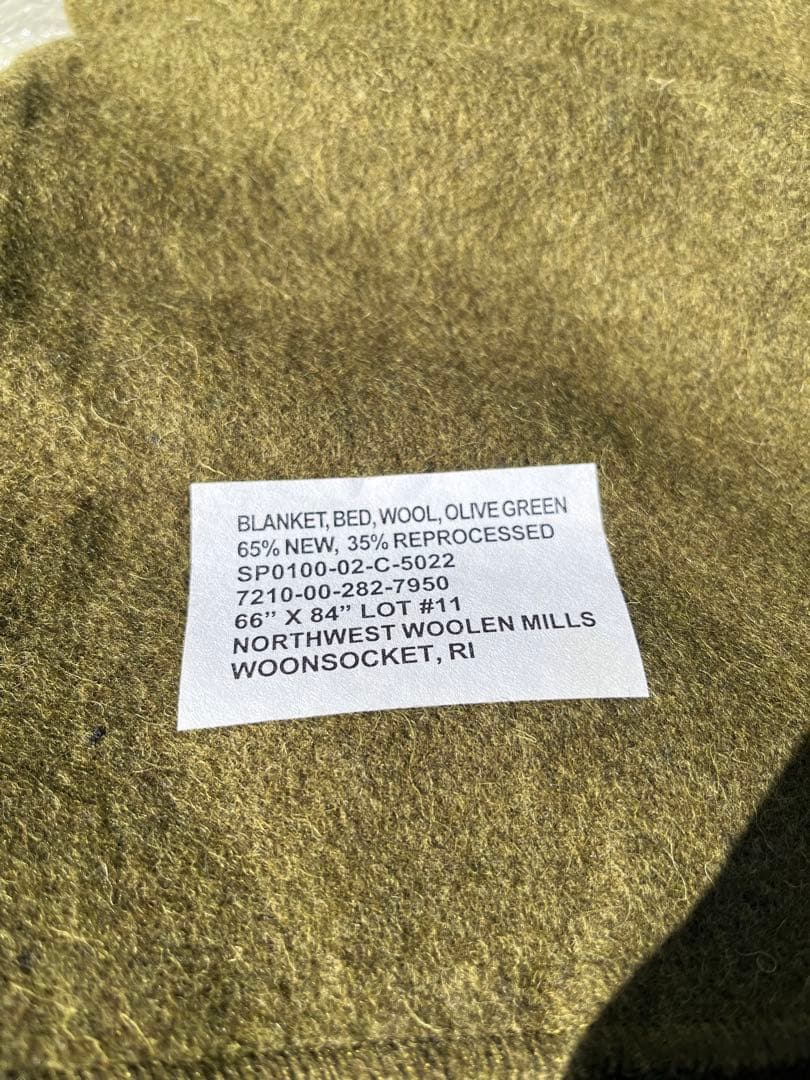 BLANKET, BED, WOOL, OLIVE GREEN
65% NEW, 35% REPROCESSED
SP0100-02-C-5022
7210-00-282-7950
66” X 84” LOT #11
NORTHWEST WOOLEN MILLS
WOONSOCKET, RI